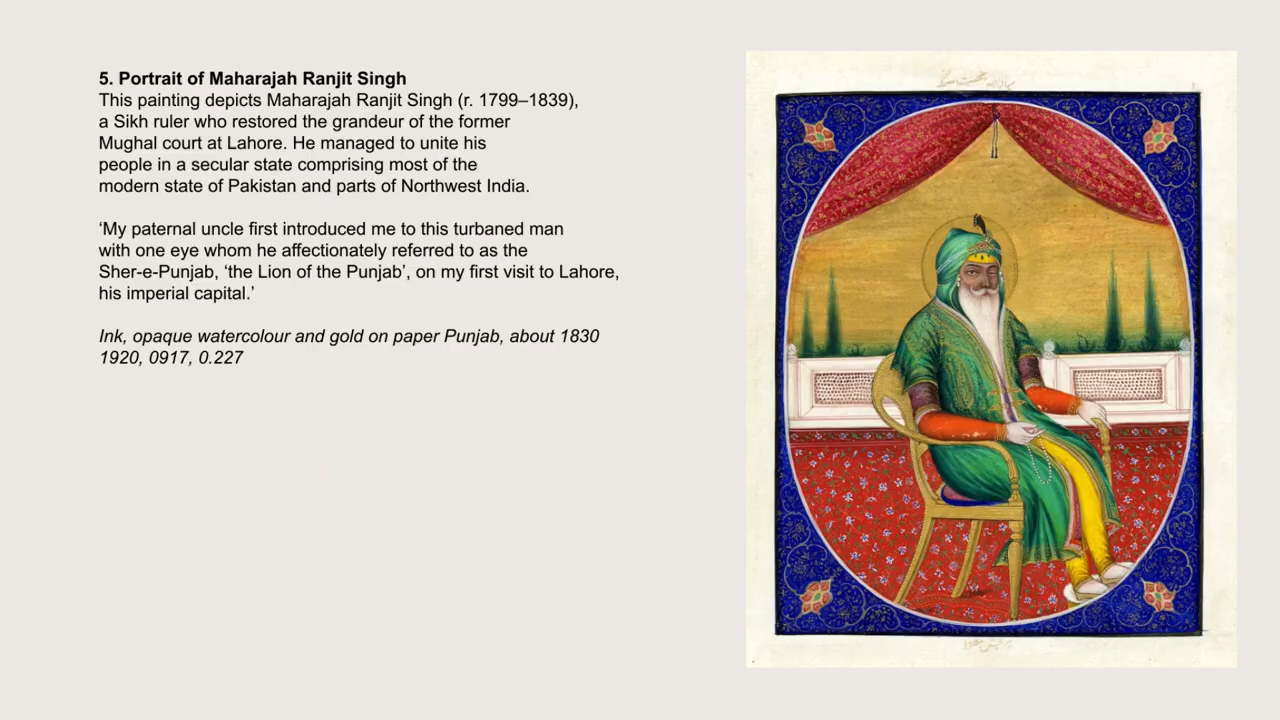 5. Portrait of Maharajah Ranjit Singh
This painting depicts Maharajah Ranjit Singh (r. 1799–1839),
a Sikh ruler who restored the grandeur of the former
Mughal court at Lahore. He managed to unite his
people in a secular state comprising most of the
modern state of Pakistan and parts of Northwest India.
‘My paternal uncle first introduced me to this turbaned man
with one eye whom he affectionately referred to as the
Sher-e-Punjab, ‘the Lion of the Punjab’, on my first visit to Lahore,
his imperial capital.’
Ink, opaque watercolour and gold on paper Punjab, about 1830
1920, 0917, 0.227